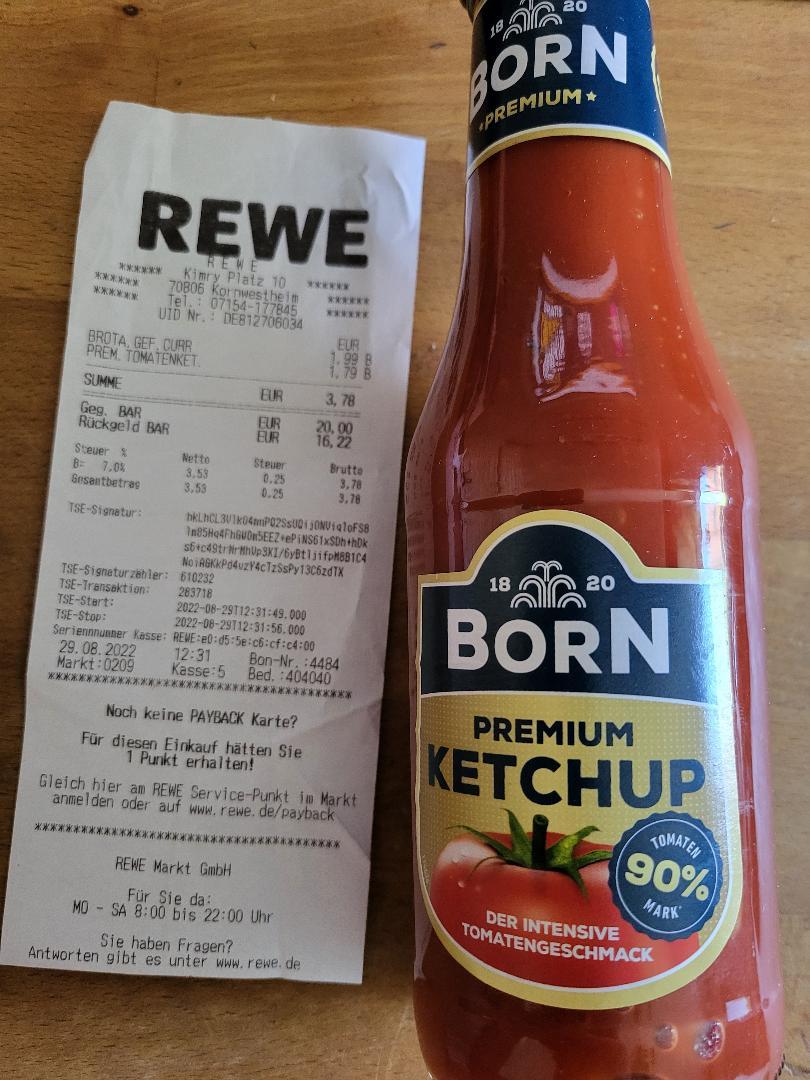 REWE
R E W E
****** Kimry Platz 10 ******
****** 70806 Kornwestheim ******
****** Tel.: 07154-177845 ******
UID Nr.: DE812706034
EUR
BROTA. GEF. CURR 1,99 B
PREM. TOMATENKET. 1,79 B
SUMME EUR 3,78
Geg. BAR EUR 20,00
Rückgeld BAR EUR 16,22
Steuer % Netto Steuer Brutto
B= 7,0% 3,53 0,25 3,78
Gesamtbetrag 3,53 0,25 3,78
TSE-Signatur:
TSE-Signaturzähler: 610232
TSE-Transaktion: 263718
TSE-Start: 2022-08-29T12:31:49.000
TSE-Stop: 2022-08-29T12:31:56.000
Seriennnummer Kasse: REWE:e0:d5:5e:c6:cf:c4:00
29.08.2022 12:31 Bon-Nr.:4484
Markt:0209 Kasse:5 Bed.:404040
Noch keine PAYBACK Karte?
Für diesen Einkauf hätten Sie
1 Punkt erhalten!
Gleich hier am REWE Service-Punkt im Markt
anmelden oder auf www.rewe.de/payback
REWE Markt GmbH
Für Sie da:
MO - SA 8:00 bis 22:00 Uhr
Sie haben Fragen?
Antworten gibt es unter www.rewe.de
18 20
BORN
PREMIUM
18 20
BORN
PREMIUM
KETCHUP
TOMATEN
90%
MARK*
DER INTENSIVE
TOMATENGESCHMACK